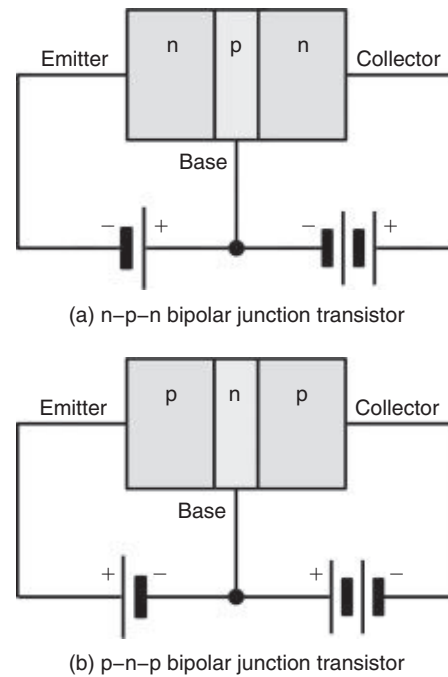 n p n
Emitter Collector
Base
− + − +
(a) n–p–n bipolar junction transistor
p n p
Emitter Collector
Base
+ − + −
(b) p–n–p bipolar junction transistor